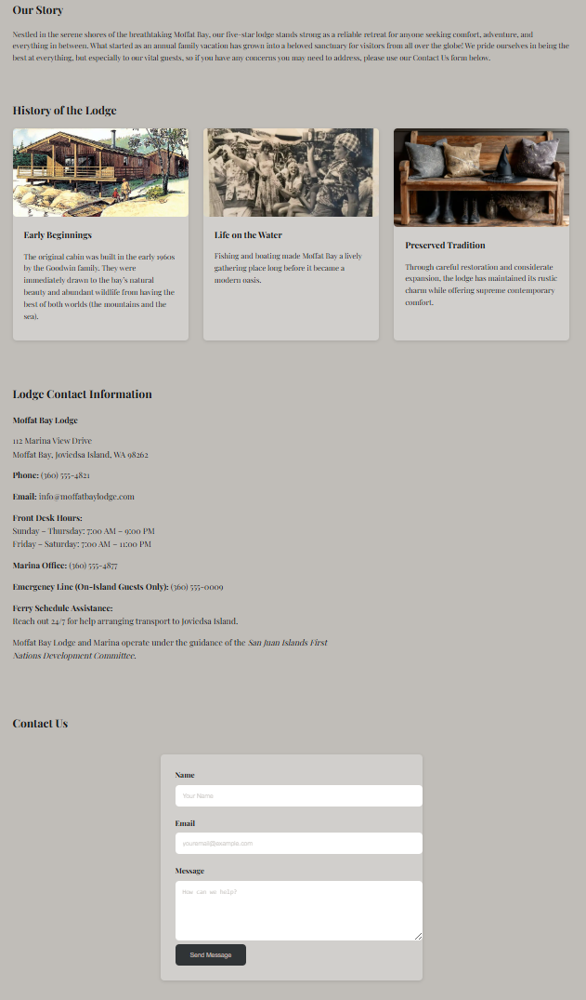 Our Story
Nestled in the serene shores of the breathtaking Moffat Bay, our five-star lodge stands strong as a reliable retreat for anyone seeking comfort, adventure, and
everything in between. What started as an annual family vacation has grown into a beloved sanctuary for visitors from all over the globe! We pride ourselves in being the
best at everything, but especially to our vital guests, so if you have any concerns you may need to address, please use our Contact Us form below.
History of the Lodge
Early Beginnings
The original cabin was built in the early 1960s
by the Goodwin family. They were
immediately drawn to the bay's natural
beauty and abundant wildlife from having the
best of both worlds (the mountains and the
sea).
Life on the Water
Fishing and boating made Moffat Bay a lively
gathering place long before it became a
modern oasis.
Preserved Tradition
Through careful restoration and considerate
expansion, the lodge has maintained its rustic
charm while offering supreme contemporary
comfort.
Lodge Contact Information
Moffat Bay Lodge
112 Marina View Drive
Moffat Bay, Joviedsa Island, WA 98262
Phone: (360) 555-4821
Email: info@moffatbaylodge.com
Front Desk Hours:
Sunday – Thursday: 7:00 AM – 9:00 PM
Friday – Saturday: 7:00 AM – 11:00 PM
Marina Office: (360) 555-4877
Emergency Line (On-Island Guests Only): (360) 555-0009
Ferry Schedule Assistance:
Reach out 24/7 for help arranging transport to Joviedsa Island.
Moffat Bay Lodge and Marina operate under the guidance of the San Juan Islands First
Nations Development Committee.
Contact Us
Name
Your Name
Email
youremail@example.com
Message
How can we help?
Send Message